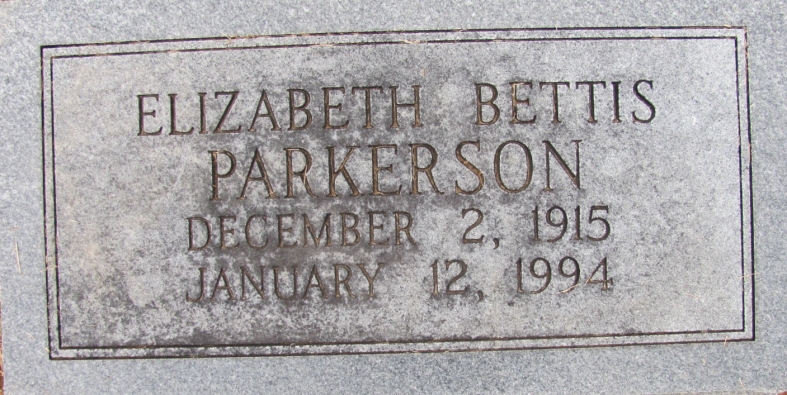 ELIZABETH BETTIS
PARKERSON
DECEMBER 2, 1915
JANUARY 12, 1994